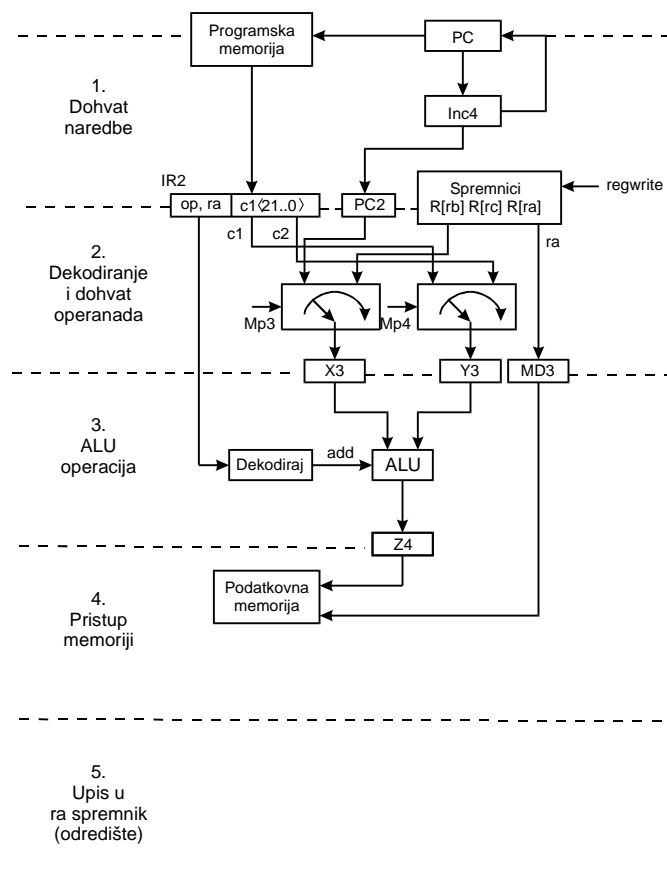 Programska
memorija
PC
1.
Dohvat
naredbe
Inc4
IR2
op, ra
c1⟨21..0⟩
PC2
Spremnici
R[rb] R[rc] R[ra]
regwrite
c1
c2
ra
2.
Dekodiranje
i dohvat
operanada
Mp3
Mp4
X3
Y3
MD3
3.
ALU
operacija
Dekodiraj
add
ALU
Z4
4.
Pristup
memoriji
Podatkovna
memorija
5.
Upis u
ra spremnik
(odredište)